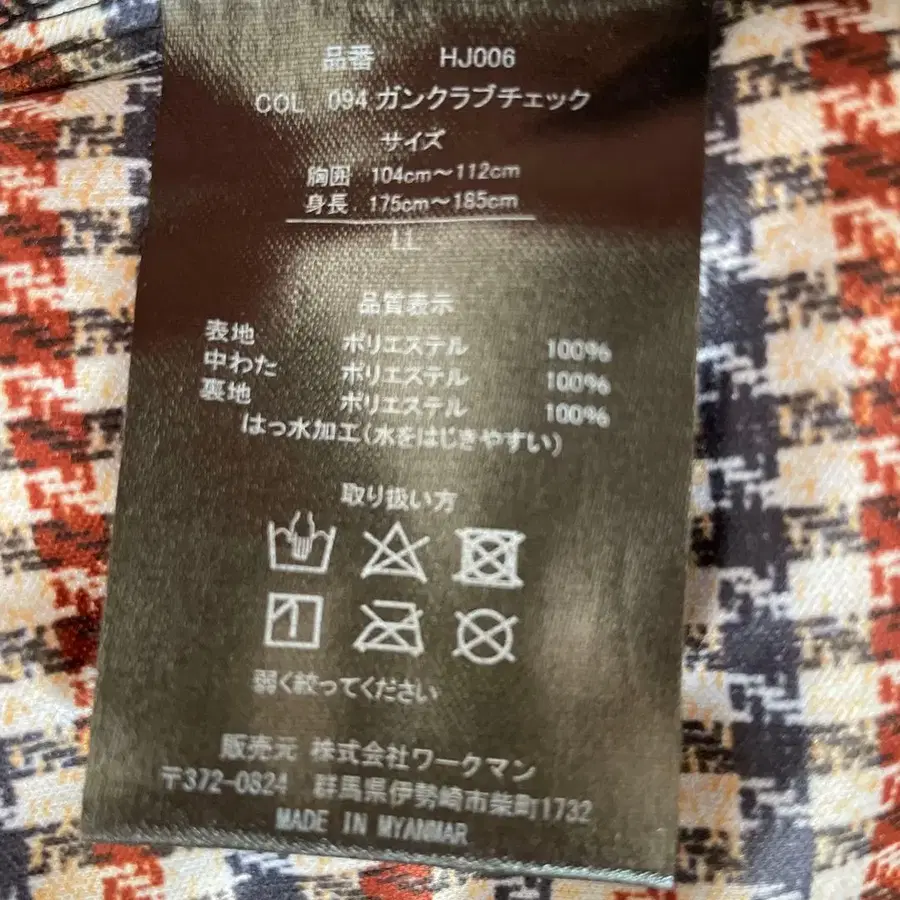 品番 HJ006
COL 094 ガンクラブチェック
サイズ
胸囲 104cm～112cm
身長 175cm～185cm
LL
品質表示
表地 ポリエステル 100%
中わた ポリエステル 100%
裏地 ポリエステル 100%
はっ水加工(水をはじきやすい)
取り扱い方
弱く絞ってください
販売元 株式会社ワークマン
〒372-0824 群馬県伊勢崎市柴町1732
MADE IN MYANMAR